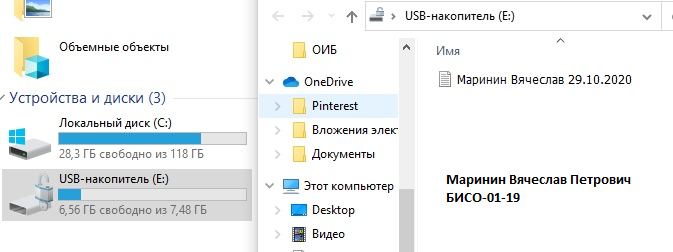 Объемные объекты
Устройства и диски (3)
Локальный диск (C:)
28,3 ГБ свободно из 118 ГБ
USB-накопитель (E:)
6,56 ГБ свободно из 7,48 ГБ
USB-накопитель (E:)
ОИБ
OneDrive
Pinterest
Вложения элект
Документы
Этот компьютер
Desktop
Видео
Имя
Маринин Вячеслав 29.10.2020
Маринин Вячеслав Петрович
БИСО-01-19